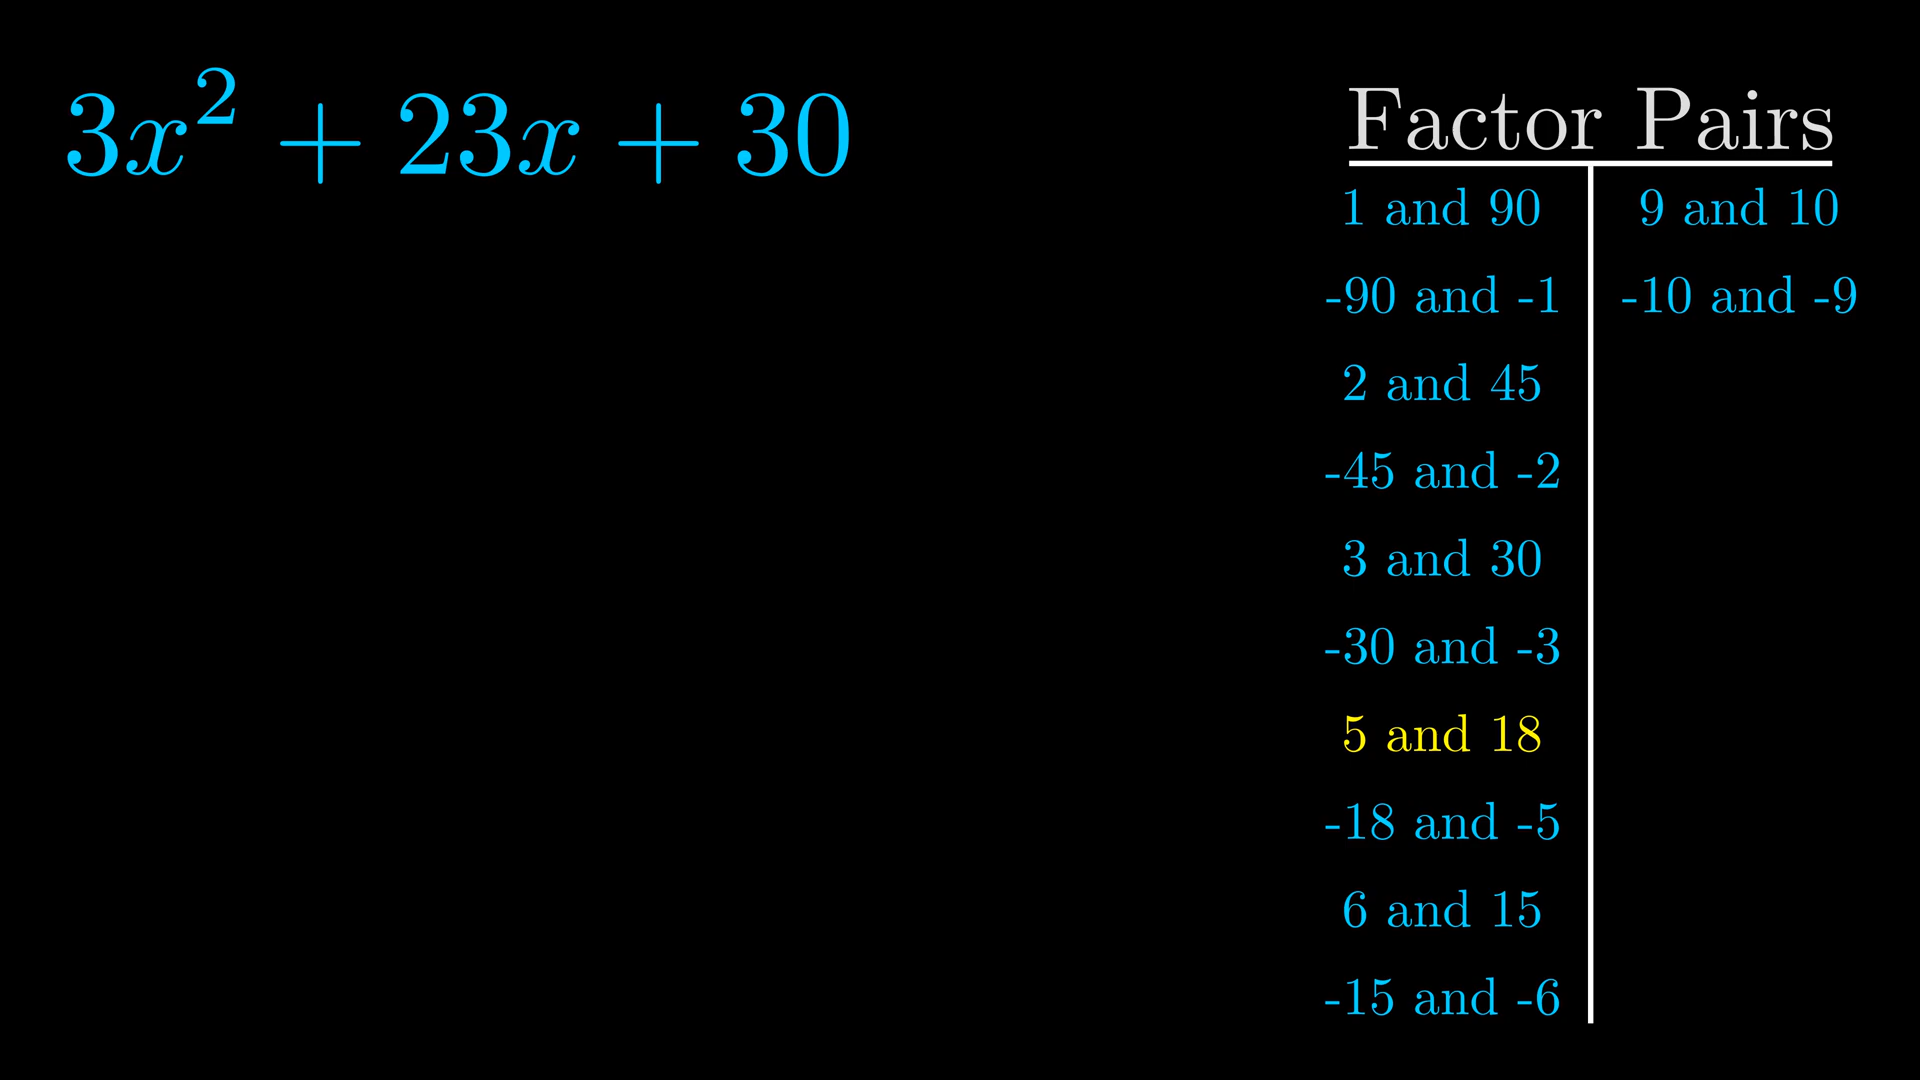 3x² + 23x + 30
Factor Pairs
1 and 90
-90 and -1
2 and 45
-45 and -2
3 and 30
-30 and -3
5 and 18
-18 and -5
6 and 15
-15 and -6
9 and 10
-10 and -9